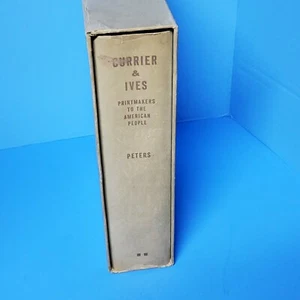 CURRIER
&
IVES
PRINTMAKERS
TO THE
AMERICAN
PEOPLE
PETERS